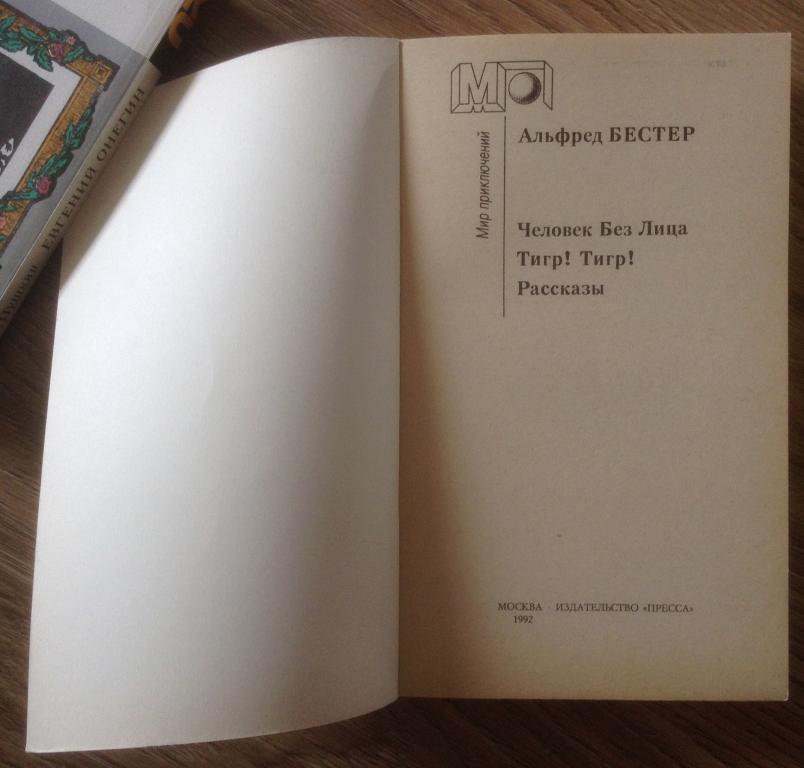 М
Мир приключений
Альфред БЕСТЕР
Человек Без Лица
Тигр! Тигр!
Рассказы
МОСКВА · ИЗДАТЕЛЬСТВО «ПРЕССА»
1992
ЕВГЕНИЙ ОНЕГИН